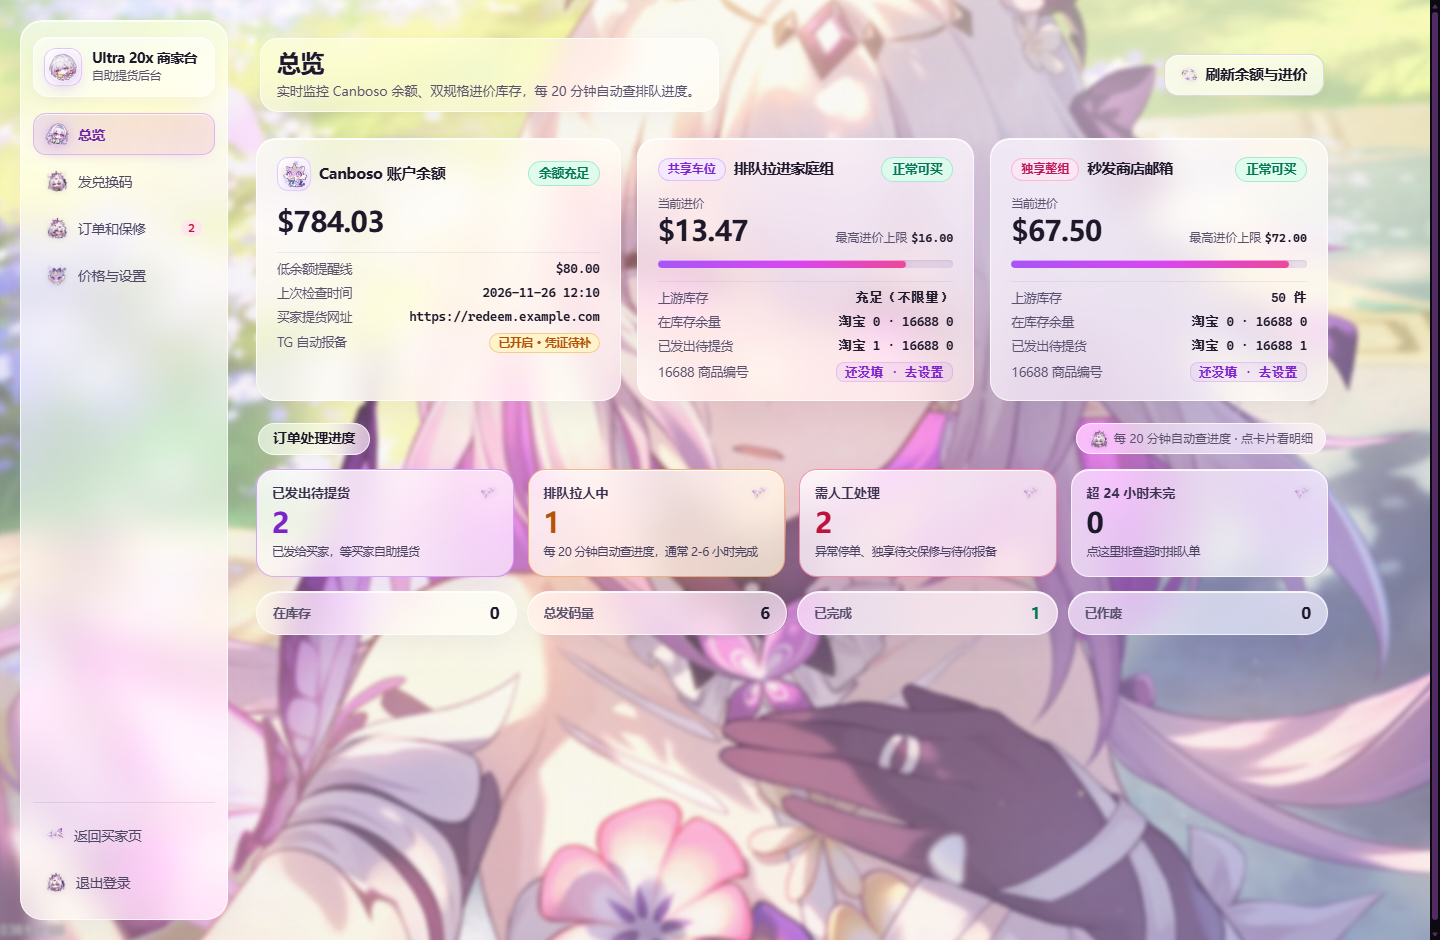 Ultra 20x 商家台
自助提货后台
总览
发兑换码
订单和保修 2
价格与设置
返回买家页
退出登录
总览
实时监控 Canboso 余额、双规格进价库存，每 20 分钟自动查排队进度。
刷新余额与进价
Canboso 账户余额 余额充足
$784.03
低余额提醒线 $80.00
上次检查时间 2026-11-26 12:10
买家提货网址 https://redeem.example.com
TG 自动报备 已开启 • 凭证待补
共享车位 排队拉进家庭组 正常可买
当前进价
$13.47 最高进价上限 $16.00
上游库存 充足（不限量）
在库存余量 淘宝 0 · 16688 0
已发出待提货 淘宝 1 · 16688 0
16688 商品编号 还没填 · 去设置
独享整组 秒发商店邮箱 正常可买
当前进价
$67.50 最高进价上限 $72.00
上游库存 50 件
在库存余量 淘宝 0 · 16688 0
已发出待提货 淘宝 0 · 16688 1
16688 商品编号 还没填 · 去设置
订单处理进度
每 20 分钟自动查进度 · 点卡片看明细
已发出待提货
2
已发给买家，等买家自助提货
排队拉人中
1
每 20 分钟自动查进度，通常 2-6 小时完成
需人工处理
2
异常停单、独享待交保修与待你报备
超 24 小时未完
0
点这里排查超时排队单
在库存 0
总发码量 6
已完成 1
已作废 0